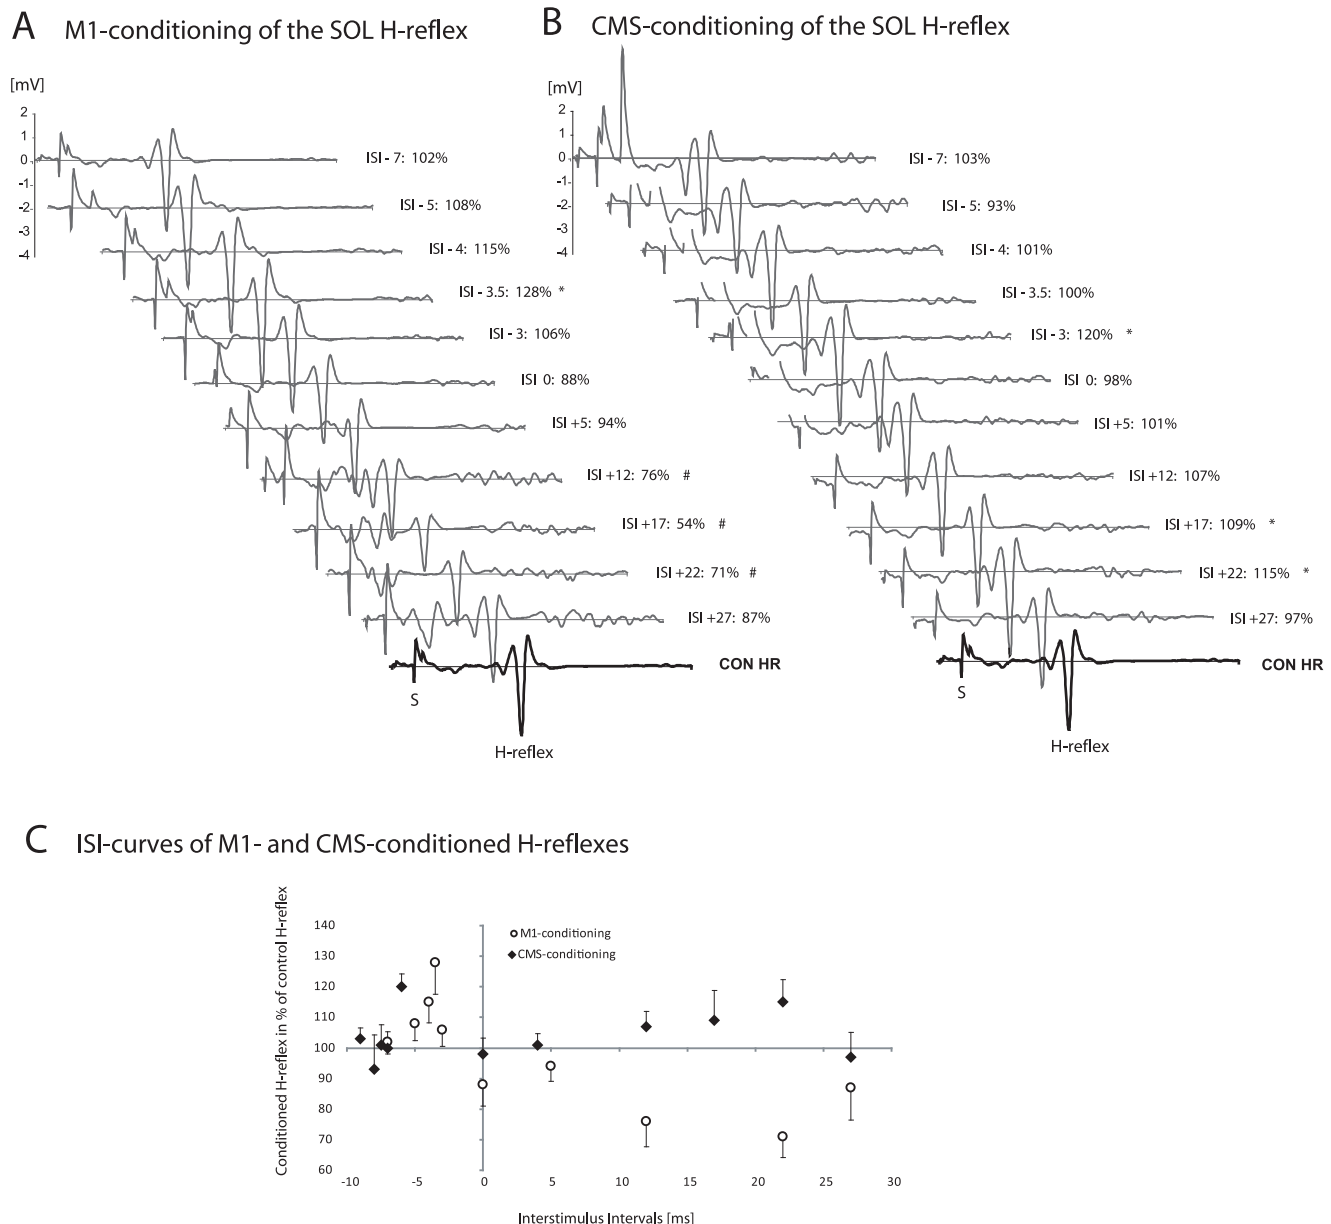 A M1-conditioning of the SOL H-reflex
[mV]
2
1
0
-1
-2
-3
-4
ISI - 7: 102%
ISI - 5: 108%
ISI - 4: 115%
ISI - 3.5: 128% *
ISI - 3: 106%
ISI 0: 88%
ISI +5: 94%
ISI +12: 76% #
ISI +17: 54% #
ISI +22: 71% #
ISI +27: 87%
CON HR
S
H-reflex
B CMS-conditioning of the SOL H-reflex
[mV]
2
1
0
-1
-2
-3
-4
ISI - 7: 103%
ISI - 5: 93%
ISI - 4: 101%
ISI - 3.5: 100%
ISI - 3: 120% *
ISI 0: 98%
ISI +5: 101%
ISI +12: 107%
ISI +17: 109% *
ISI +22: 115% *
ISI +27: 97%
CON HR
S
H-reflex
C ISI-curves of M1- and CMS-conditioned H-reflexes
Conditioned H-reflex in % of control H-reflex
140
130
120
110
100
90
80
70
60
M1-conditioning
CMS-conditioning
-10 -5 0 5 10 15 20 25 30
Interstimulus Intervals [ms]